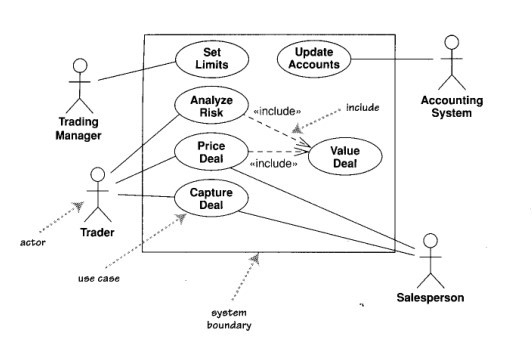 Set
Limits
Update
Accounts
Trading
Manager
Accounting
System
Analyze
Risk
«include»
include
Price
Deal
«include»
Value
Deal
Capture
Deal
Trader
actor
use case
system
boundary
Salesperson